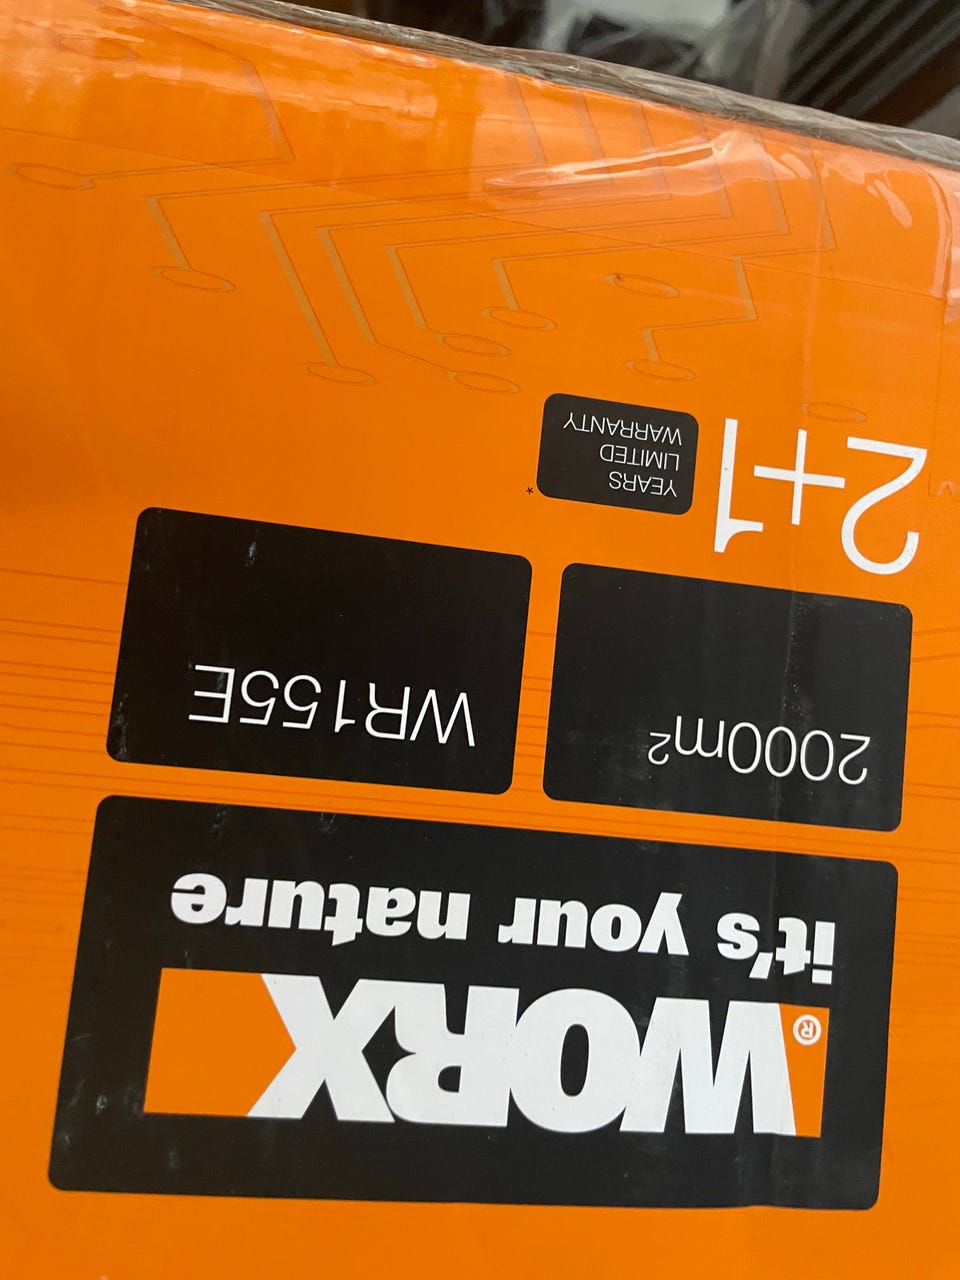 WORX®
it's your nature
2000m² WR155E
2+1
YEARS
LIMITED
WARRANTY
*